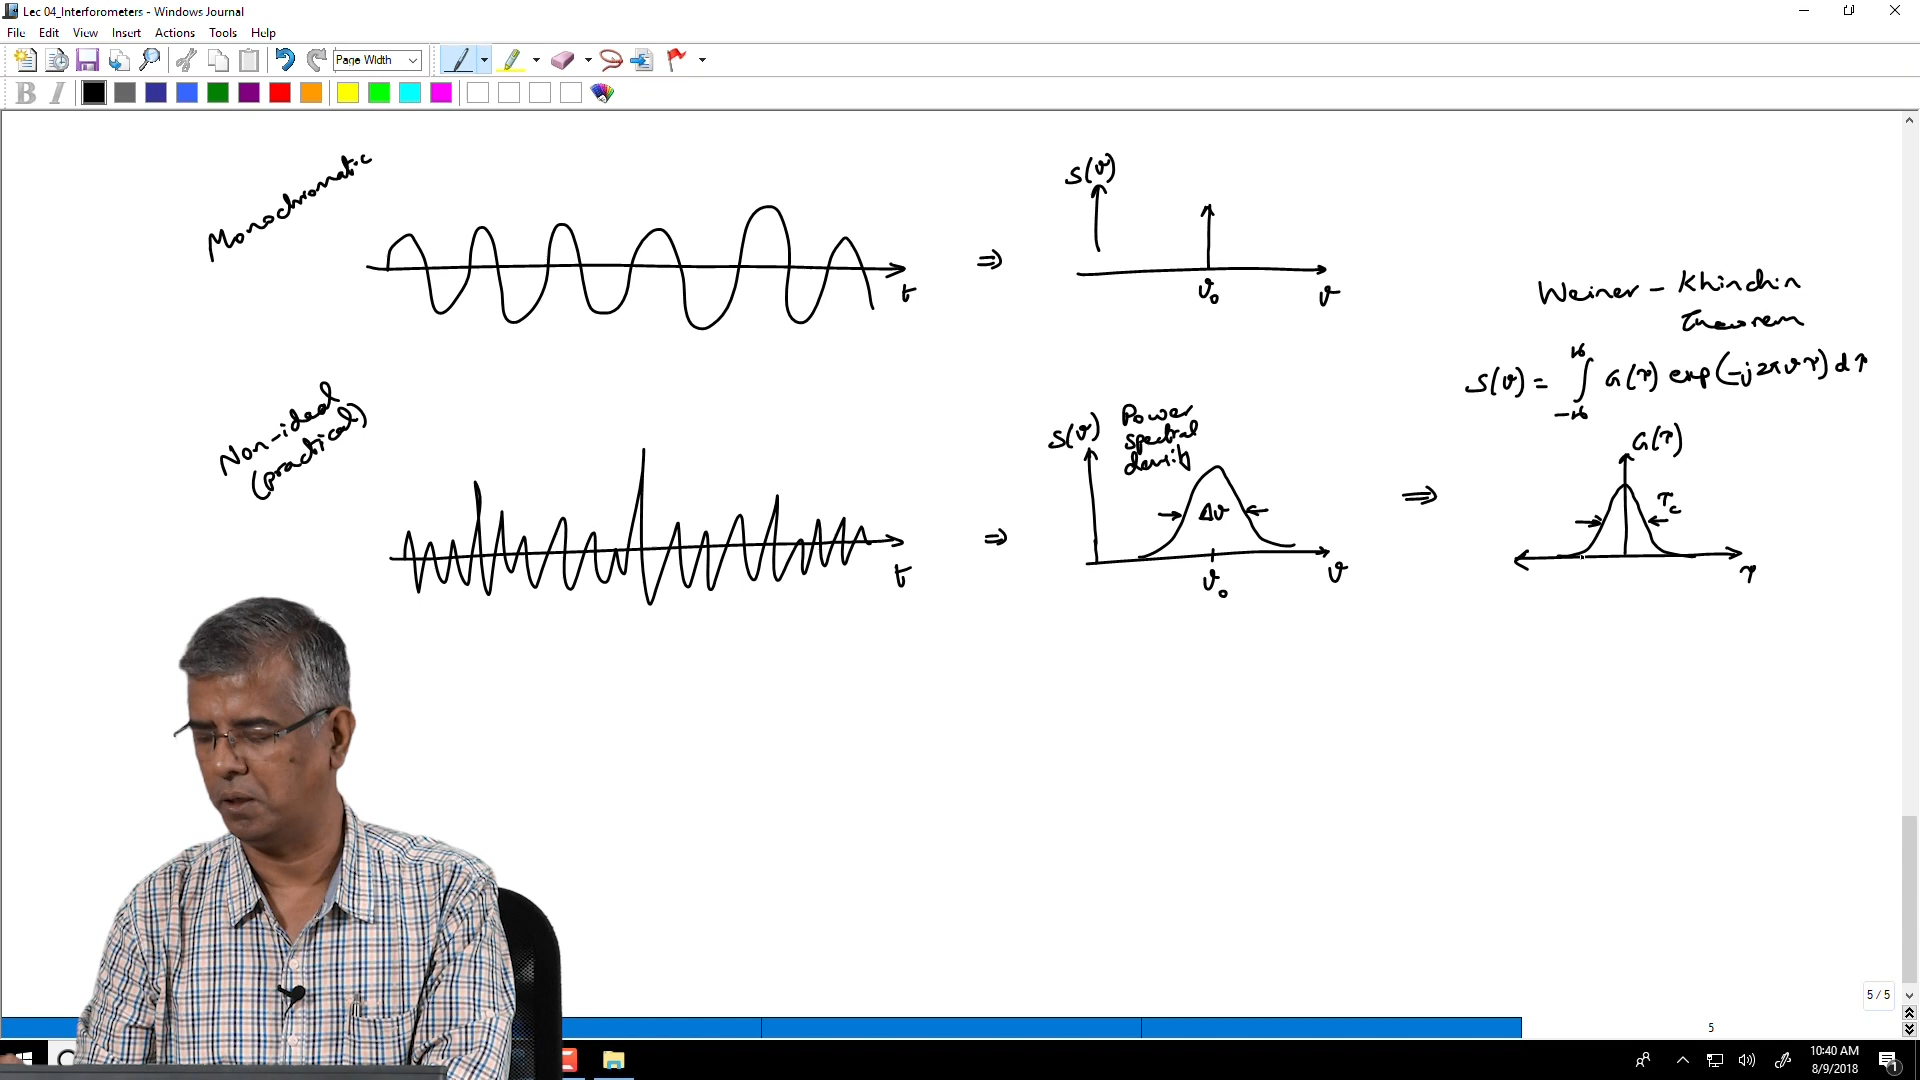 Lec 04_Interforometers - Windows Journal
File Edit View Insert Actions Tools Help
Page Width
B I
Monochromatic
t
⇒
S(ν)
ν₀
ν
Weiner - Khinchin
Theorem
S(ν) = ∫ G(τ) exp(-j2πντ) dτ
∞
-∞
Non-ideal
(practical)
t
⇒
S(ν)
Power
spectral
density
Δν
ν₀
ν
⇒
G(τ)
τc
τ
5 / 5
5
10:40 AM
8/9/2018
1